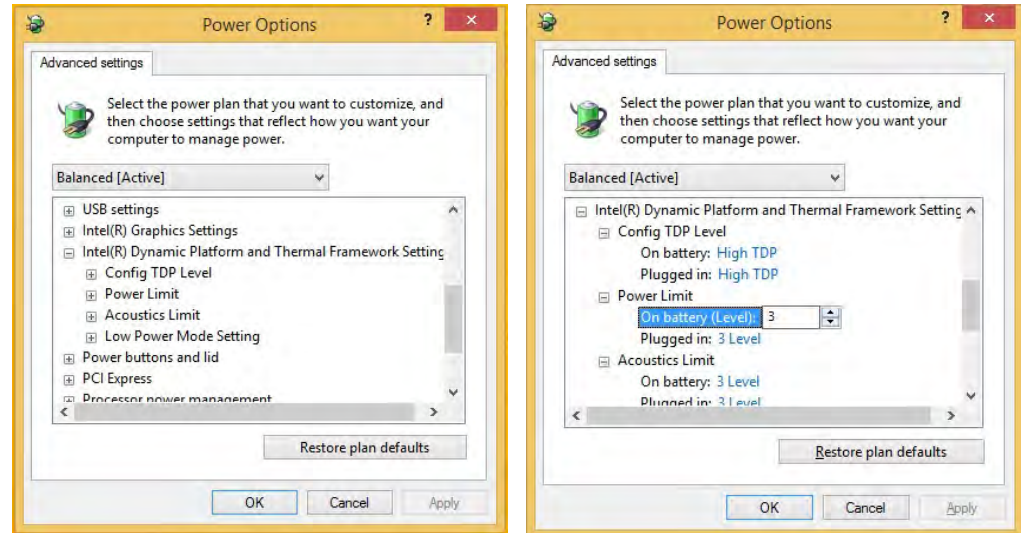 Power Options
?
×
Advanced settings
Select the power plan that you want to customize, and
then choose settings that reflect how you want your
computer to manage power.
Balanced [Active]
USB settings
Intel(R) Graphics Settings
Intel(R) Dynamic Platform and Thermal Framework Setting
Config TDP Level
Power Limit
Acoustics Limit
Low Power Mode Setting
Power buttons and lid
PCI Express
Processor power management
Restore plan defaults
OK
Cancel
Apply
Power Options
?
×
Advanced settings
Select the power plan that you want to customize, and
then choose settings that reflect how you want your
computer to manage power.
Balanced [Active]
Intel(R) Dynamic Platform and Thermal Framework Setting
Config TDP Level
On battery: High TDP
Plugged in: High TDP
Power Limit
On battery (Level): 3
Plugged in: 3 Level
Acoustics Limit
On battery: 3 Level
Plugged in: 3 Level
Restore plan defaults
OK
Cancel
Apply